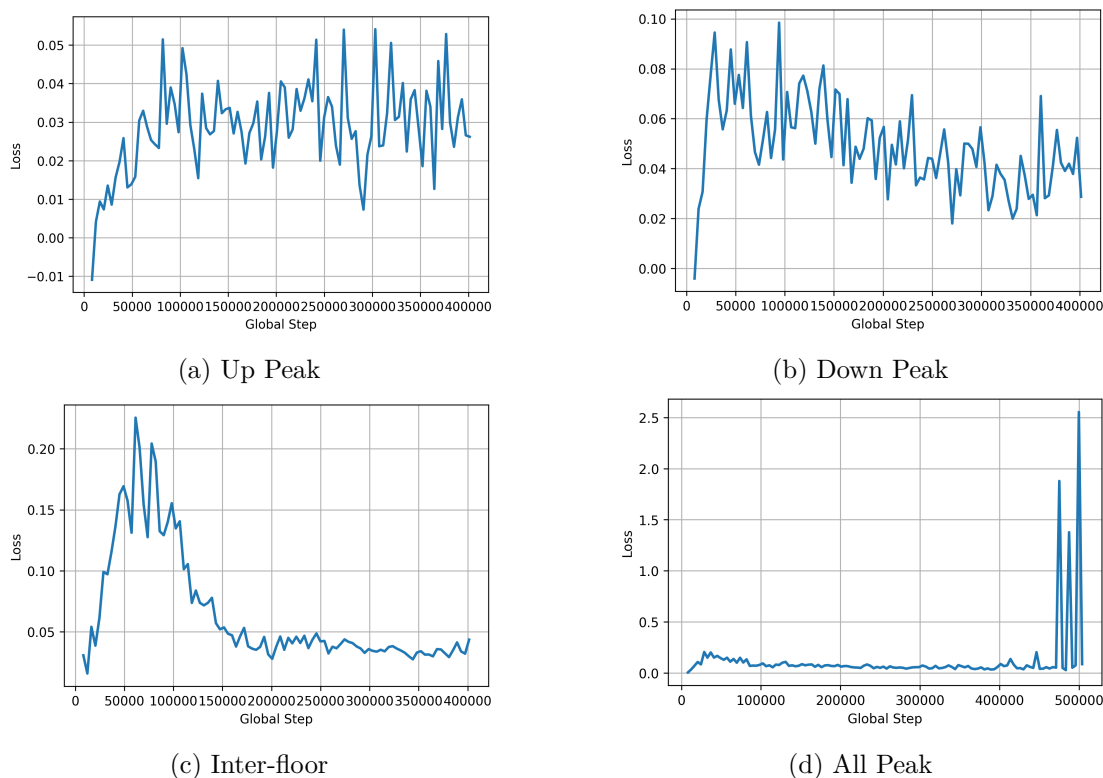 0.05
0.04
0.03
0.02
0.01
0.00
−0.01
Loss
0 50000 100000 150000 200000 250000 300000 350000 400000
Global Step
(a) Up Peak
0.10
0.08
0.06
0.04
0.02
0.00
Loss
0 50000 100000 150000 200000 250000 300000 350000 400000
Global Step
(b) Down Peak
0.20
0.15
0.10
0.05
Loss
0 50000 100000 150000 200000 250000 300000 350000 400000
Global Step
(c) Inter-floor
2.5
2.0
1.5
1.0
0.5
0.0
Loss
0 100000 200000 300000 400000 500000
Global Step
(d) All Peak